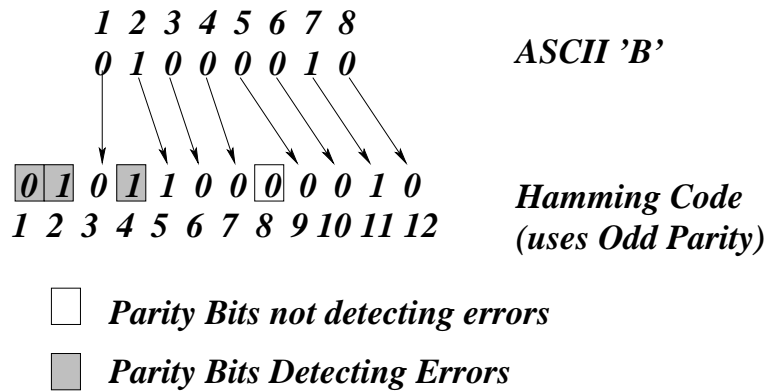 1 2 3 4 5 6 7 8
0 1 0 0 0 0 1 0
ASCII 'B'
0 1 0 1 1 0 0 0 0 0 1 0
1 2 3 4 5 6 7 8 9 10 11 12
Hamming Code
(uses Odd Parity)
Parity Bits not detecting errors
Parity Bits Detecting Errors